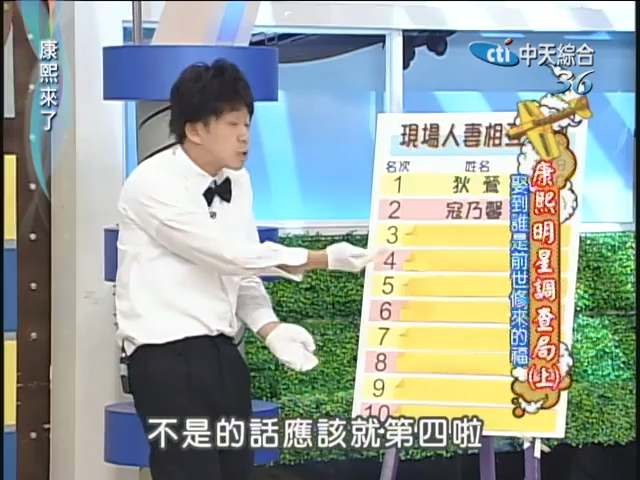 康熙來了
cti 中天綜合
36
現場人妻相
名次 姓名
1 狄鶯
2 寇乃馨
3
4
5
6
7
8
9
10
康熙明星調查局(上)
娶到誰是前世修來的福
不是的話應該就第四啦